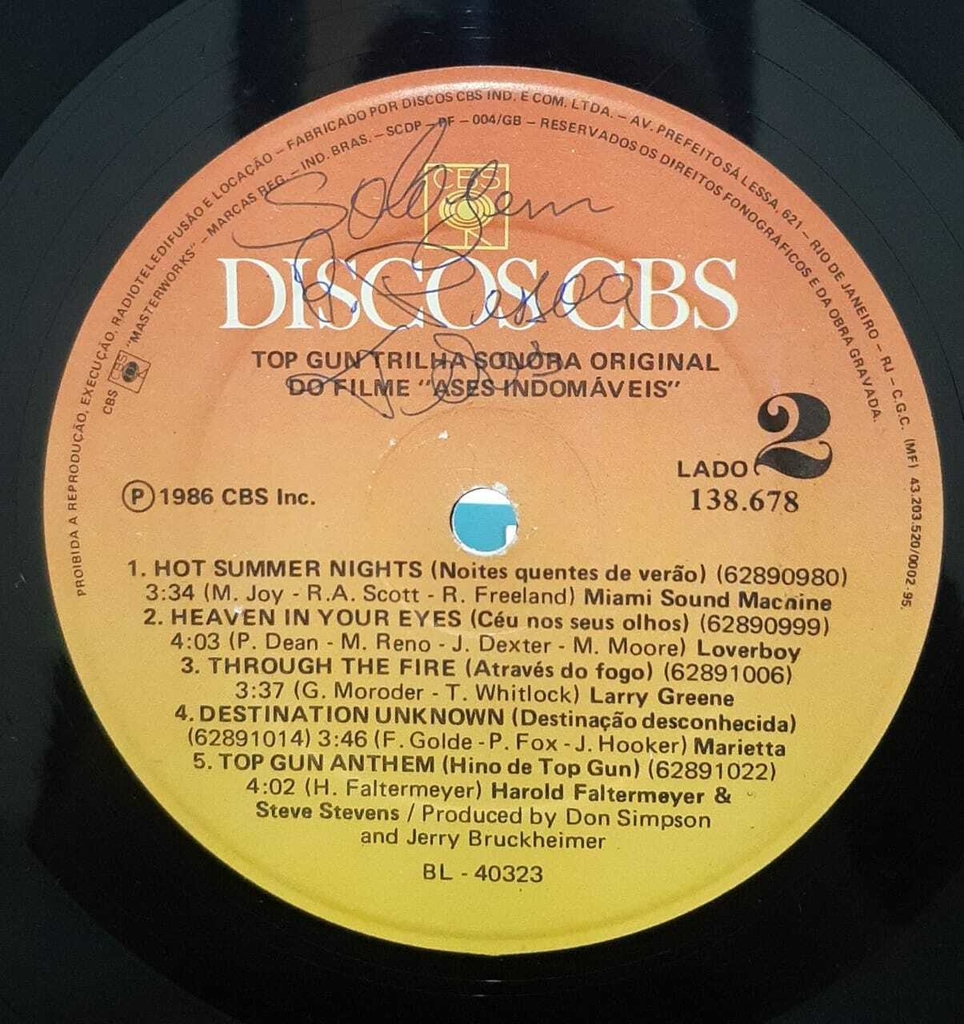 PROIBIDA A REPRODUÇÃO, EXECUÇÃO, RADIOTELEDIFUSÃO E LOCAÇÃO – FABRICADO POR DISCOS CBS IND. E COM. LTDA. – AV. PREFEITO SÁ LESSA, 621 – RIO DE JANEIRO – RJ – C.G.C. (MF) 43.203.520/0002-95.
CBS "MASTERWORKS" – MARCAS REG. – IND. BRAS. – SCDP – PF – 004/GB – RESERVADOS OS DIREITOS FONOGRÁFICOS E DA OBRA GRAVADA.
CBS
DISCOS CBS
TOP GUN TRILHA SONORA ORIGINAL
DO FILME "ASES INDOMÁVEIS"
LADO 2
138.678
Ⓟ 1986 CBS Inc.
1. HOT SUMMER NIGHTS (Noites quentes de verão) (62890980)
3:34 (M. Joy - R.A. Scott - R. Freeland) Miami Sound Machine
2. HEAVEN IN YOUR EYES (Céu nos seus olhos) (62890999)
4:03 (P. Dean - M. Reno - J. Dexter - M. Moore) Loverboy
3. THROUGH THE FIRE (Através do fogo) (62891006)
3:37 (G. Moroder - T. Whitlock) Larry Greene
4. DESTINATION UNKNOWN (Destinação desconhecida)
(62891014) 3:46 (F. Golde - P. Fox - J. Hooker) Marietta
5. TOP GUN ANTHEM (Hino de Top Gun) (62891022)
4:02 (H. Faltermeyer) Harold Faltermeyer &
Steve Stevens / Produced by Don Simpson
and Jerry Bruckheimer
BL - 40323